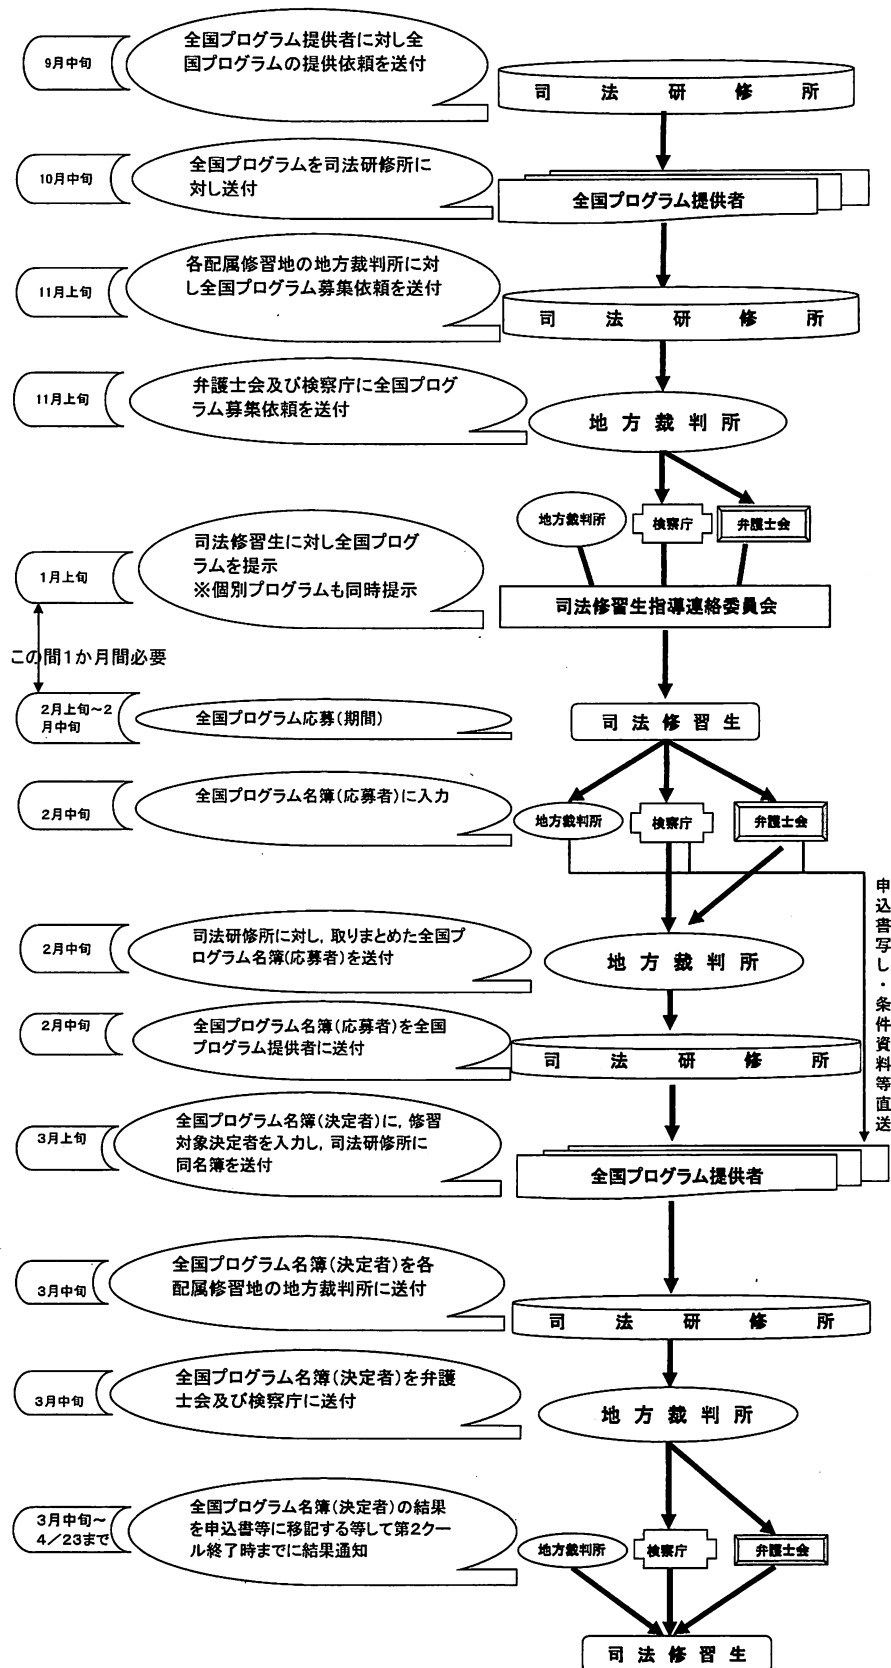 9月中旬
全国プログラム提供者に対し全
国プログラムの提供依頼を送付
司法研修所
10月中旬
全国プログラムを司法研修所に
対し送付
全国プログラム提供者
11月上旬
各配属修習地の地方裁判所に対
し全国プログラム募集依頼を送付
司法研修所
11月上旬
弁護士会及び検察庁に全国プログ
ラム募集依頼を送付
地方裁判所
地方裁判所
検察庁
弁護士会
1月上旬
司法修習生に対し全国プログ
ラムを提示
※個別プログラムも同時提示
司法修習生指導連絡委員会
この間1か月間必要
2月上旬～2
月中旬
全国プログラム応募(期間)
司法修習生
2月中旬
全国プログラム名簿(応募者)に入力
地方裁判所
検察庁
弁護士会
申込書写し・条件資料等直送
2月中旬
司法研修所に対し，取りまとめた全国プ
ログラム名簿(応募者)を送付
地方裁判所
2月中旬
全国プログラム名簿(応募者)を全国
プログラム提供者に送付
司法研修所
3月上旬
全国プログラム名簿(決定者)に，修習
対象決定者を入力し，司法研修所に
同名簿を送付
全国プログラム提供者
3月中旬
全国プログラム名簿(決定者)を各
配属修習地の地方裁判所に送付
司法研修所
3月中旬
全国プログラム名簿(決定者)を弁護
士会及び検察庁に送付
地方裁判所
3月中旬～
4／23まで
全国プログラム名簿(決定者)の結果
を申込書等に移記する等して第2クー
ル終了時までに結果通知
地方裁判所
検察庁
弁護士会
司法修習生